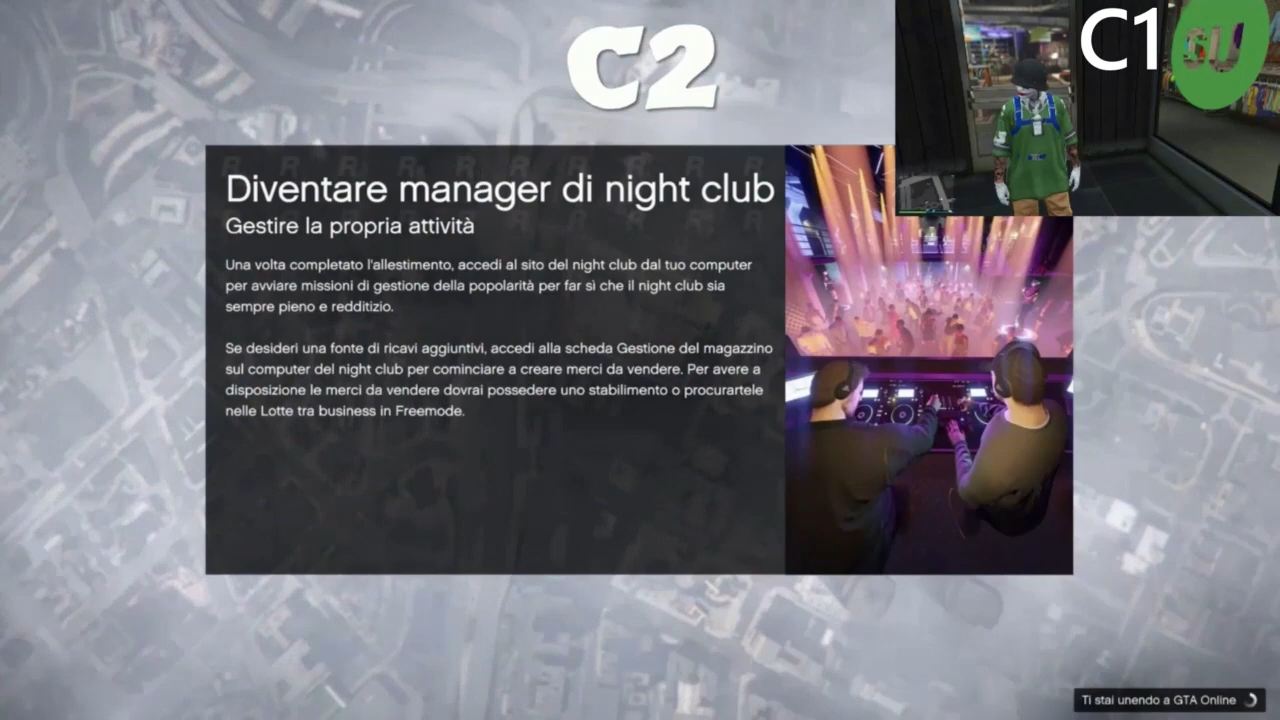 C2
C1
SU
Diventare manager di night club
Gestire la propria attività
Una volta completato l'allestimento, accedi al sito del night club dal tuo computer
per avviare missioni di gestione della popolarità per far sì che il night club sia
sempre pieno e redditizio.
Se desideri una fonte di ricavi aggiuntivi, accedi alla scheda Gestione del magazzino
sul computer del night club per cominciare a creare merci da vendere. Per avere a
disposizione le merci da vendere dovrai possedere uno stabilimento o procurartele
nelle Lotte tra business in Freemode.
Ti stai unendo a GTA Online